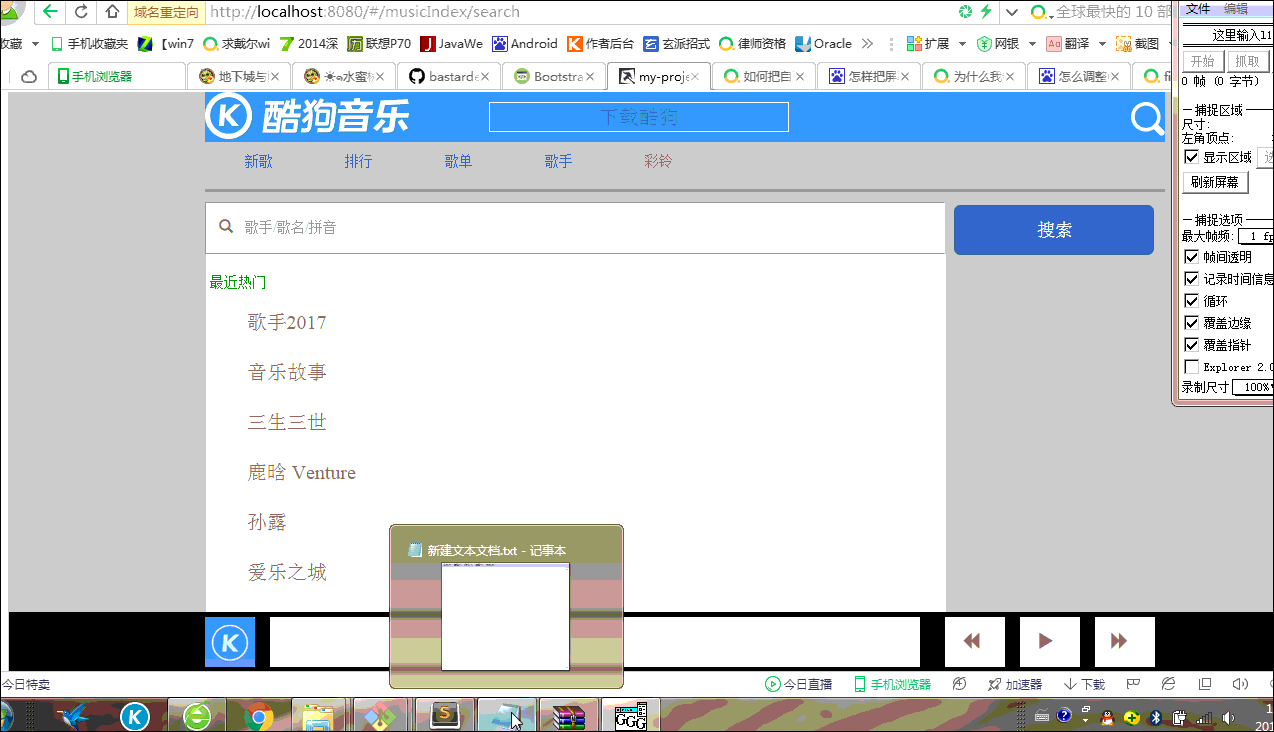 域名重定向 http://localhost:8080/#/musicIndex/search 全球最快的 10 部
收藏 手机收藏夹 【win7 求戴尔wi 2014深 联想P70 JavaWe Android 作者后台 玄派招式 律师资格 Oracle 扩展 网银 翻译 截图
手机浏览器 地下城与 水蜜 bastard Bootstra my-proje 如何把自 怎样把屏 为什么我 怎么调整 fi
酷狗音乐 下载酷狗
新歌 排行 歌单 歌手 彩铃
歌手/歌名/拼音 搜索
最近热门
歌手2017
音乐故事
三生三世
鹿晗 Venture
孙露
爱乐之城
新建文本文档.txt - 记事本
今日特卖 今日直播 手机浏览器 加速器 下载
GGG
文件 编辑
这里输入11
开始 抓取
0 帧 (0 字节)
捕捉区域
尺寸:
左角顶点:
显示区域
刷新屏幕
捕捉选项
最大帧频: 1 fp
帧间透明
记录时间信息
循环
覆盖边缘
覆盖指针
Explorer 2.0
录制尺寸 100%